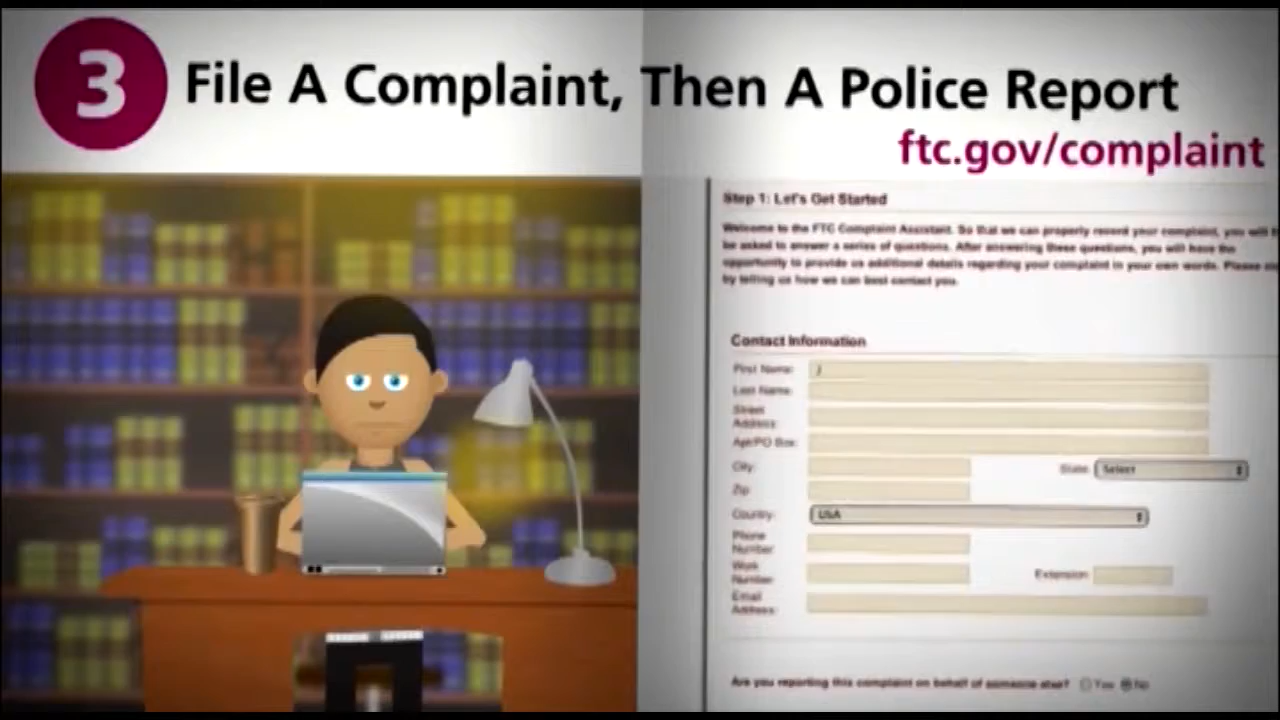 3
File A Complaint, Then A Police Report
ftc.gov/complaint
Step 1: Let's Get Started
Welcome to the FTC Complaint Assistant. So that we can properly record your complaint, you will
be asked to answer a series of questions. After answering these questions, you will have the
opportunity to provide us additional details regarding your complaint in your own words. Please
by telling us how we can best contact you.
Contact Information
First Name: J
Last Name:
Street
Address:
Apt/PO Box:
City: State: Select
Zip:
Country: USA
Phone
Number:
Work
Number: Extension:
Email
Address:
Are you reporting this complaint on behalf of someone else? Yes No